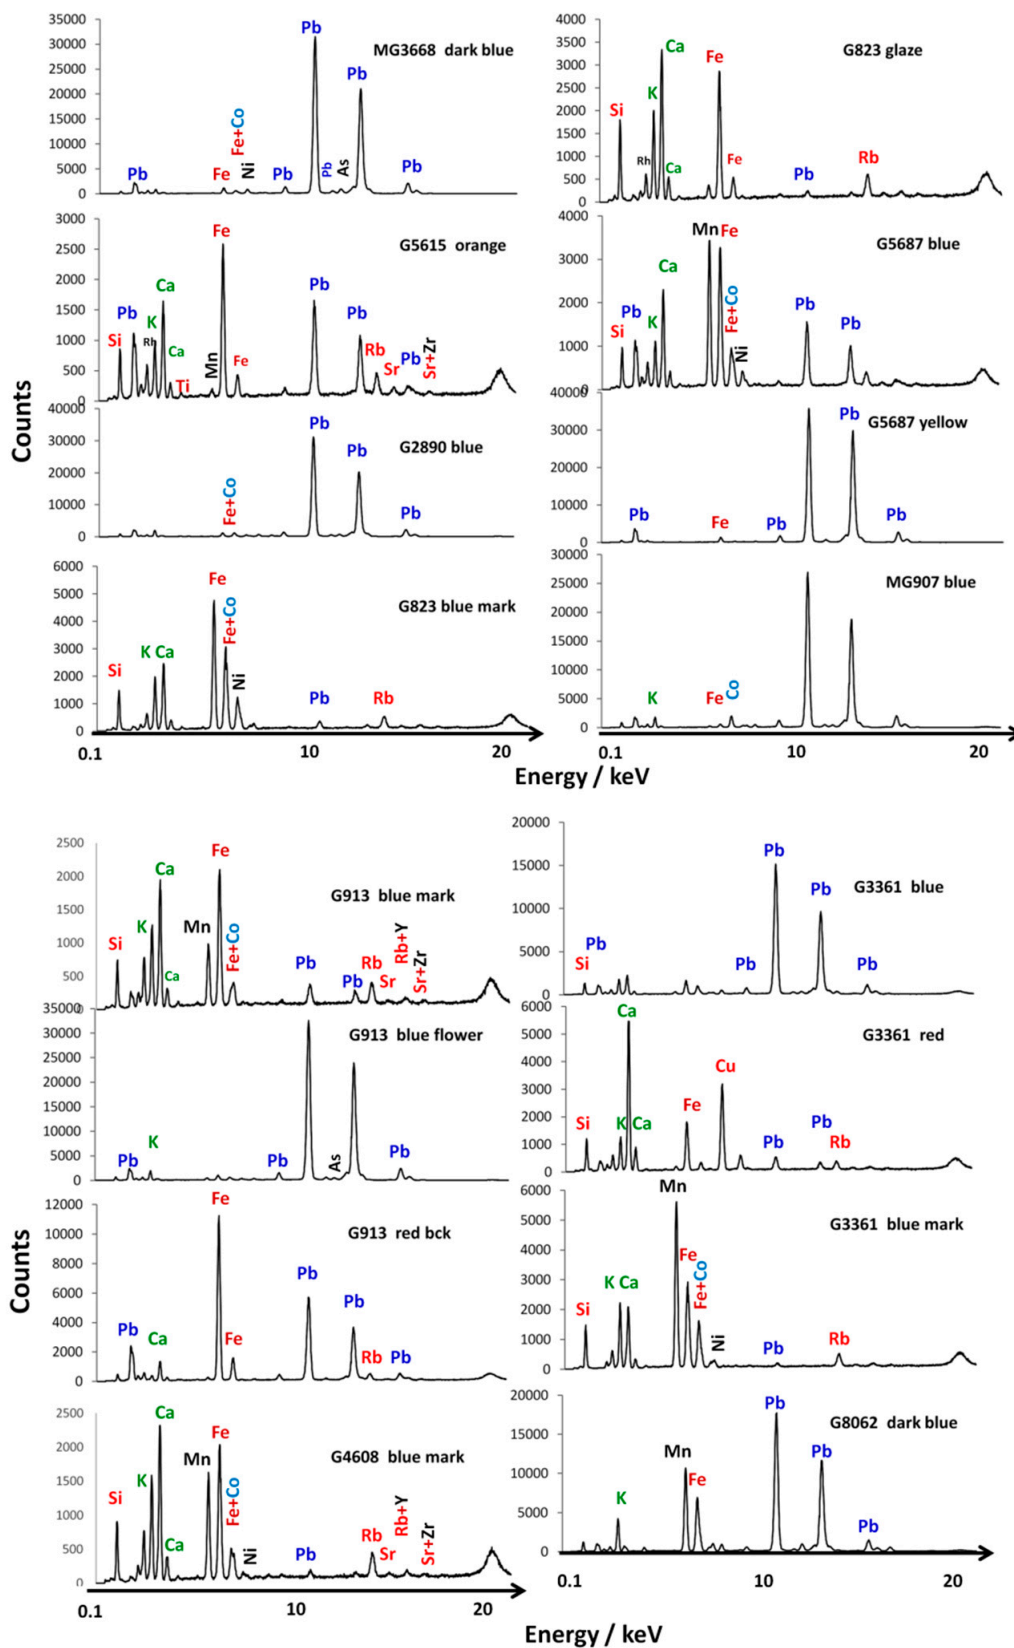 Counts
35000
30000
25000
20000
15000
10000
5000
0
MG3668 dark blue
Pb
Fe
Fe+Co
Ni
Pb
Pb
Pb
As
Pb
Pb
4000
3500
3000
2500
2000
1500
1000
500
0
G823 glaze
Si
Rh
K
Ca
Ca
Fe
Fe
Pb
Rb
3000
2500
2000
1500
1000
500
0
G5615 orange
Si
Pb
Rh
K
Ca
Ca
Ti
Mn
Fe
Fe
Pb
Pb
Rb
Sr
Pb
Sr+Zr
4000
3000
2000
1000
0
G5687 blue
Si
Pb
K
Ca
Mn
Fe
Fe+Co
Ni
Pb
Pb
40000
30000
20000
10000
0
G2890 blue
Fe+Co
Pb
Pb
Pb
40000
30000
20000
10000
0
G5687 yellow
Pb
Fe
Pb
Pb
Pb
6000
5000
4000
3000
2000
1000
0
G823 blue mark
Si
K
Ca
Fe
Fe+Co
Ni
Pb
Rb
30000
25000
20000
15000
10000
5000
0
MG907 blue
K
Fe
Co
0.1
10
20
0.1
10
20
Energy / keV
Counts
2500
2000
1500
1000
500
0
G913 blue mark
Si
K
Ca
Ca
Mn
Fe
Fe+Co
Pb
Pb
Rb
Sr
Rb+Y
Sr+Zr
20000
15000
10000
5000
0
G3361 blue
Si
Pb
Pb
Pb
Pb
Pb
35000
30000
25000
20000
15000
10000
5000
0
G913 blue flower
Pb
K
Pb
As
Pb
6000
5000
4000
3000
2000
1000
0
G3361 red
Si
K
Ca
Ca
Fe
Cu
Pb
Pb
Rb
12000
10000
8000
6000
4000
2000
0
G913 red bck
Pb
Ca
Fe
Fe
Pb
Pb
Rb
Pb
6000
5000
4000
3000
2000
1000
0
G3361 blue mark
Si
K
Ca
Mn
Fe
Fe+Co
Ni
Pb
Rb
2500
2000
1500
1000
500
0
G4608 blue mark
Si
K
Ca
Ca
Mn
Fe
Fe+Co
Ni
Pb
Rb
Sr
Rb+Y
Sr+Zr
20000
15000
10000
5000
0
G8062 dark blue
K
Mn
Fe
Pb
Pb
Pb
0.1
10
20
0.1
10
20
Energy / keV